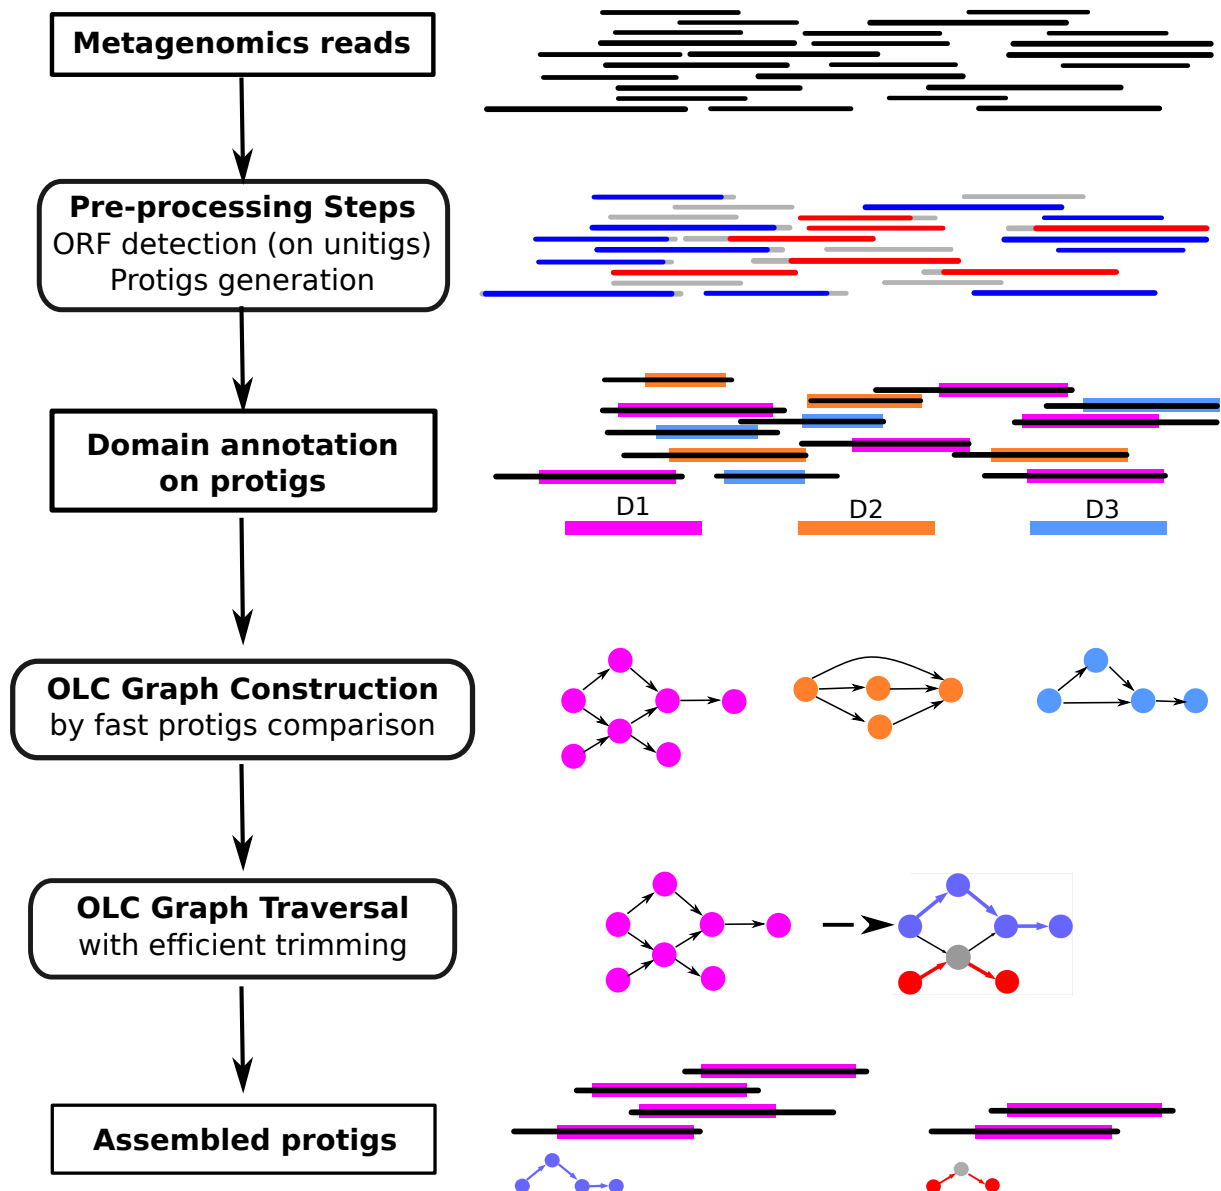 Metagenomics reads
Pre-processing Steps
ORF detection (on unitigs)
Protigs generation
Domain annotation
on protigs
D1
D2
D3
OLC Graph Construction
by fast protigs comparison
OLC Graph Traversal
with efficient trimming
Assembled protigs